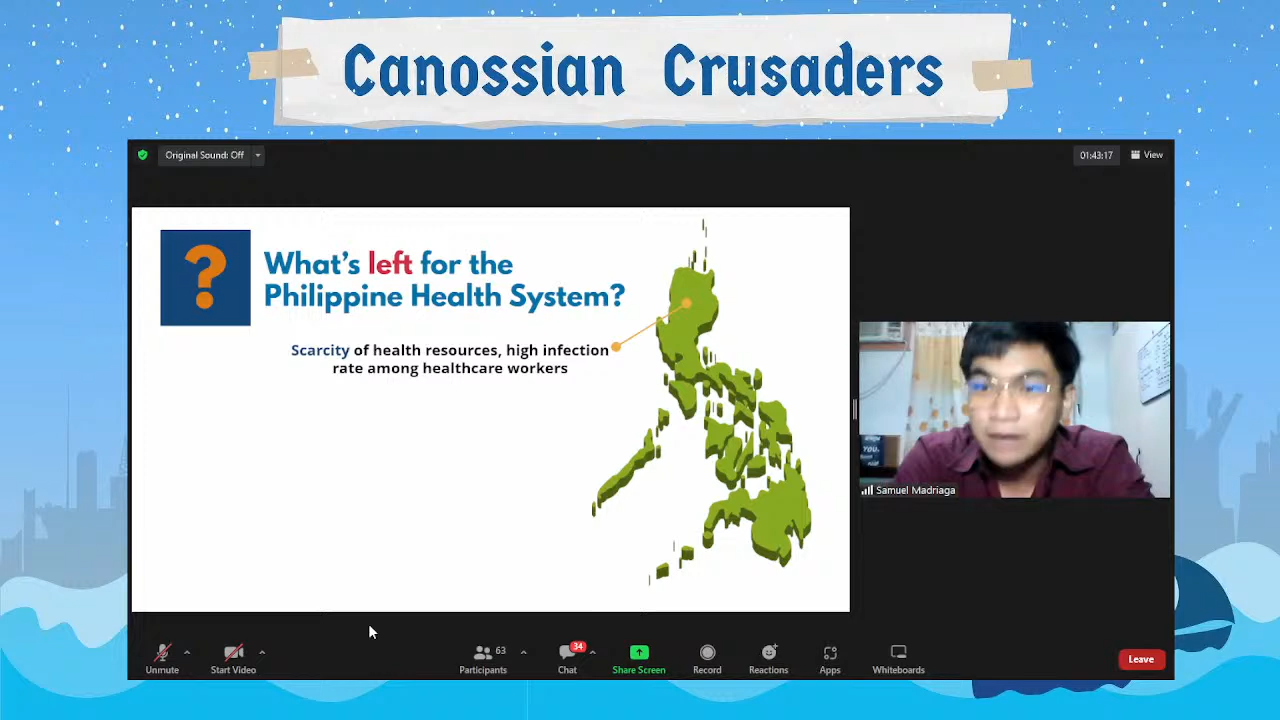 Canossian Crusaders
Original Sound: Off
01:43:17
View
?
What's left for the
Philippine Health System?
Scarcity of health resources, high infection
rate among healthcare workers
YOU.
Samuel Madriaga
Unmute
Start Video
63
Participants
34
Chat
Share Screen
Record
Reactions
Apps
Whiteboards
Leave